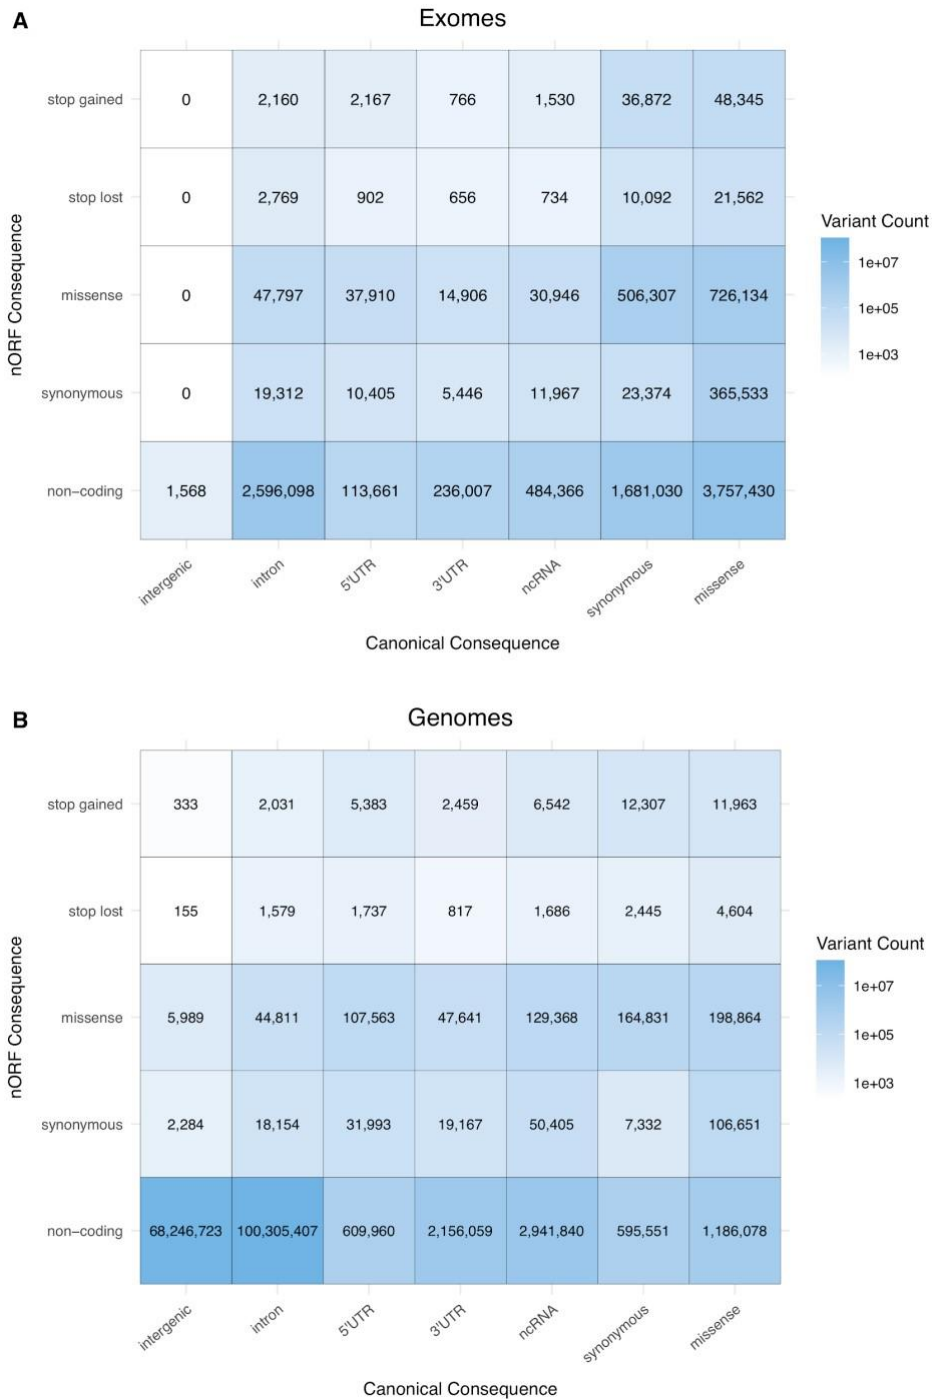 A
Exomes
stop gained 0 2,160 2,167 766 1,530 36,872 48,345
stop lost 0 2,769 902 656 734 10,092 21,562
missense 0 47,797 37,910 14,906 30,946 506,307 726,134
synonymous 0 19,312 10,405 5,446 11,967 23,374 365,533
non–coding 1,568 2,596,098 113,661 236,007 484,366 1,681,030 3,757,430
intergenic intron 5'UTR 3'UTR ncRNA synonymous missense
nORF Consequence
Canonical Consequence
Variant Count
1e+07
1e+05
1e+03
B
Genomes
stop gained 333 2,031 5,383 2,459 6,542 12,307 11,963
stop lost 155 1,579 1,737 817 1,686 2,445 4,604
missense 5,989 44,811 107,563 47,641 129,368 164,831 198,864
synonymous 2,284 18,154 31,993 19,167 50,405 7,332 106,651
non–coding 68,246,723 100,305,407 609,960 2,156,059 2,941,840 595,551 1,186,078
intergenic intron 5'UTR 3'UTR ncRNA synonymous missense
nORF Consequence
Canonical Consequence
Variant Count
1e+07
1e+05
1e+03